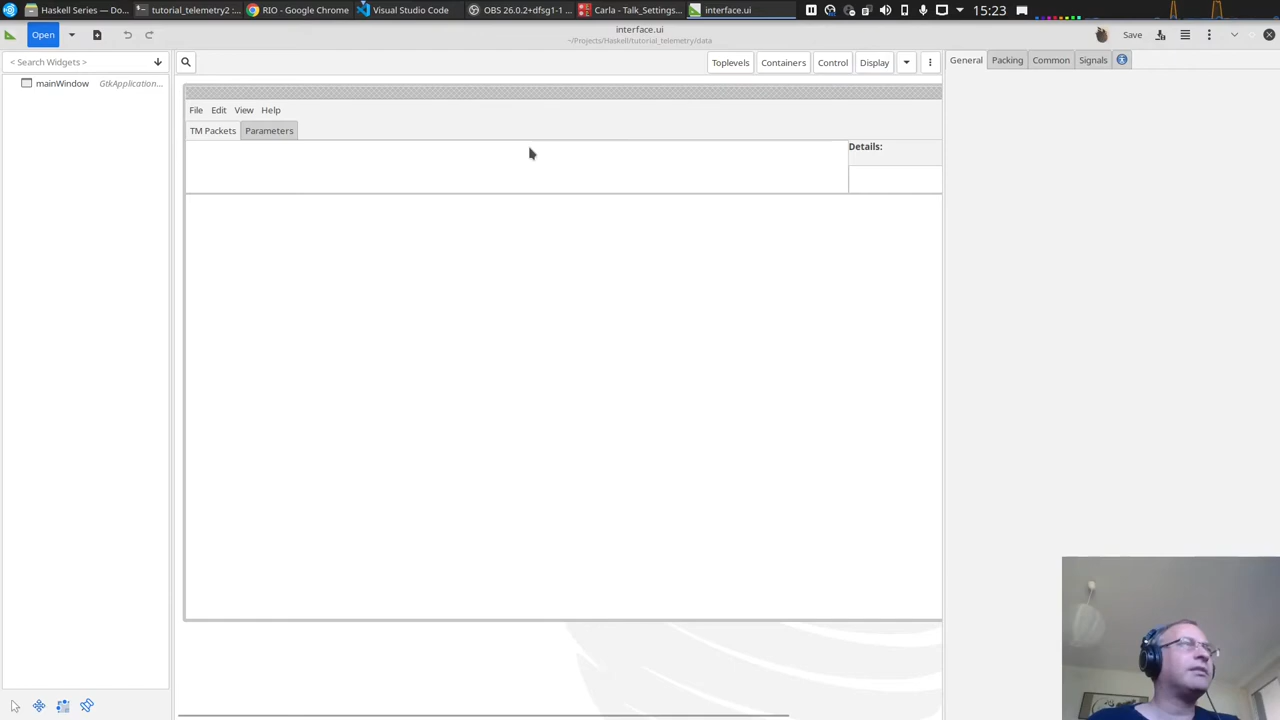 Haskell Series — Do... tutorial_telemetry2 :... RIO - Google Chrome Visual Studio Code OBS 26.0.2+dfsg1-1 ... Carla - Talk_Settings... interface.ui 15:23
Open interface.ui Save
~/Projects/Haskell/tutorial_telemetry/data
< Search Widgets > Toplevels Containers Control Display General Packing Common Signals
mainWindow GtkApplication...
File Edit View Help
TM Packets Parameters
Details: